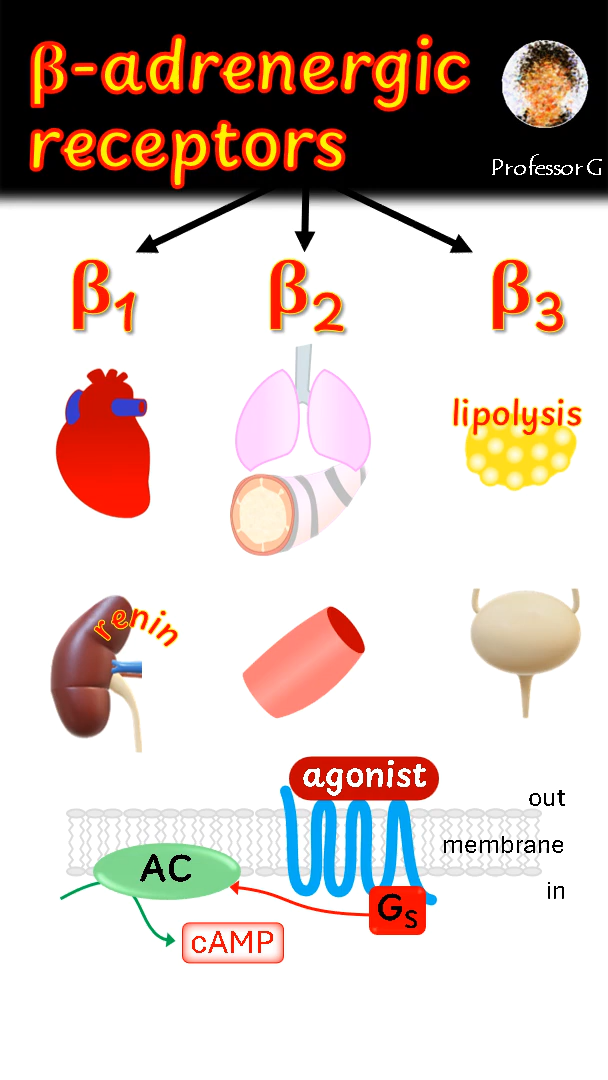 β-adrenergic
receptors
Professor G
β₁
β₂
β₃
lipolysis
renin
agonist
out
membrane
in
AC
Gₛ
cAMP